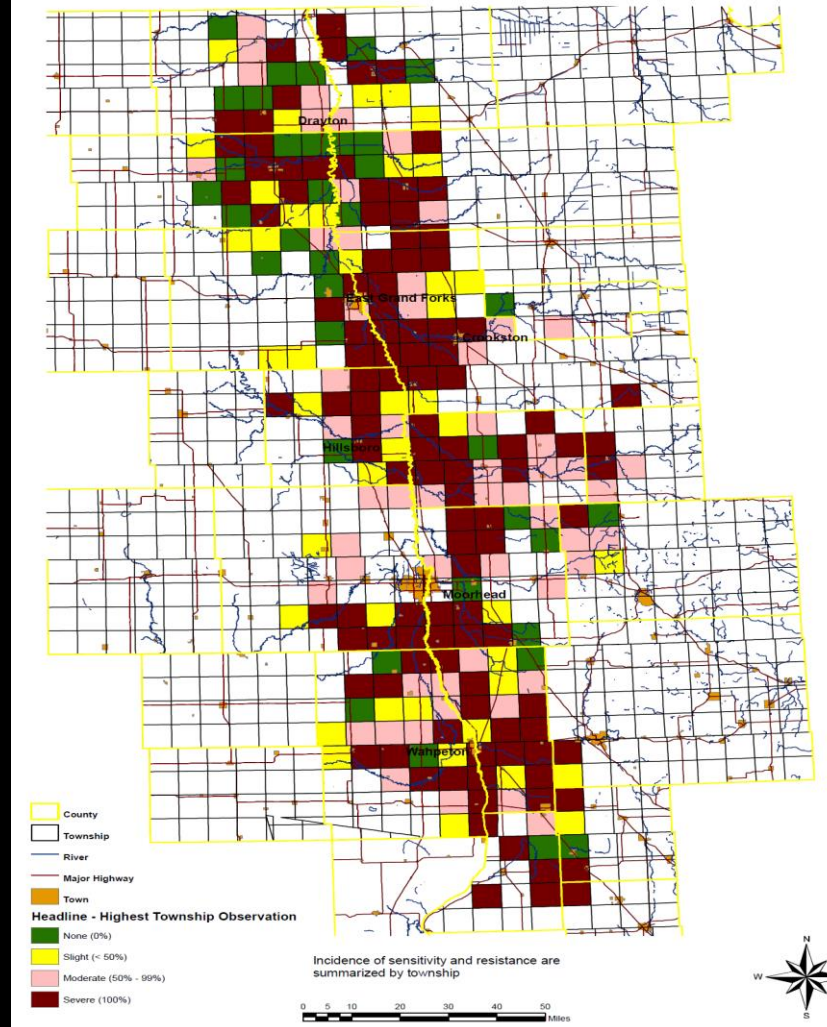 Drayton
East Grand Forks
Crookston
Hillsboro
Moorhead
Wahpeton
County
Township
River
Major Highway
Town
Headline - Highest Township Observation
None (0%)
Slight (< 50%)
Moderate (50% - 99%)
Severe (100%)
Incidence of sensitivity and resistance are
summarized by township
0 5 10 20 30 40 50
Miles
N
W
S